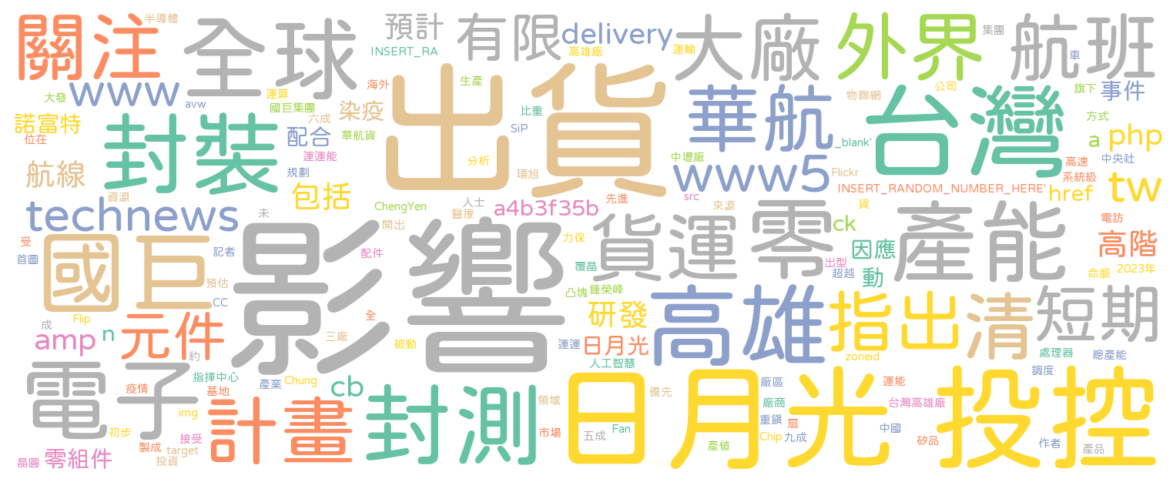 關注
半導體
全球
預計
INSERT_RA
有限
delivery
高雄廠
運輸
大廠
外界
集團
航班
車
www
avw
大發
諾富特
位在
海外
運算
國巨集團
六成
染疫
出貨
生產
比重
SiP
華航
物聯網
公司
台灣
旗下
事件
方式
a
php
中央社
封裝
配合
華航貨
運運能
規劃
分析
環旭
中壢廠
_blank'
高速
系統級
www5
Flickr
src
INSERT_RANDOM_NUMBER_HERE'
href
tw
航線
資源
包括
未
ChengYen
人士
醫療
先進
a4b3f35b
來源
貨
technews
受
首圖
記者
開出
力保
貨運
零
ck
產能
電訪
高階
因應
國巨
預估
CC
影響
配件
覆晶
凸塊
鍾榮峰
出型
超越
動
命脈
2023年
Flip
成
amp
n
元件
約
全
三廠
被動
研發
運運
日月光
人工智慧
高雄
指出
zoneid
清
短期
處理器
總產能
調度
電子
疫情
指揮中心
基地
產業
Chung
cb
封測
領域
優先
日月光
廠區
廠商
重鎮
Chip
九成
運能
台灣高雄廠
扇
中國
矽品
投控
作者
產品
晶圓
零組件
初步
img
製成
target
接受
投資
計畫
市場
五成
Fan
產值